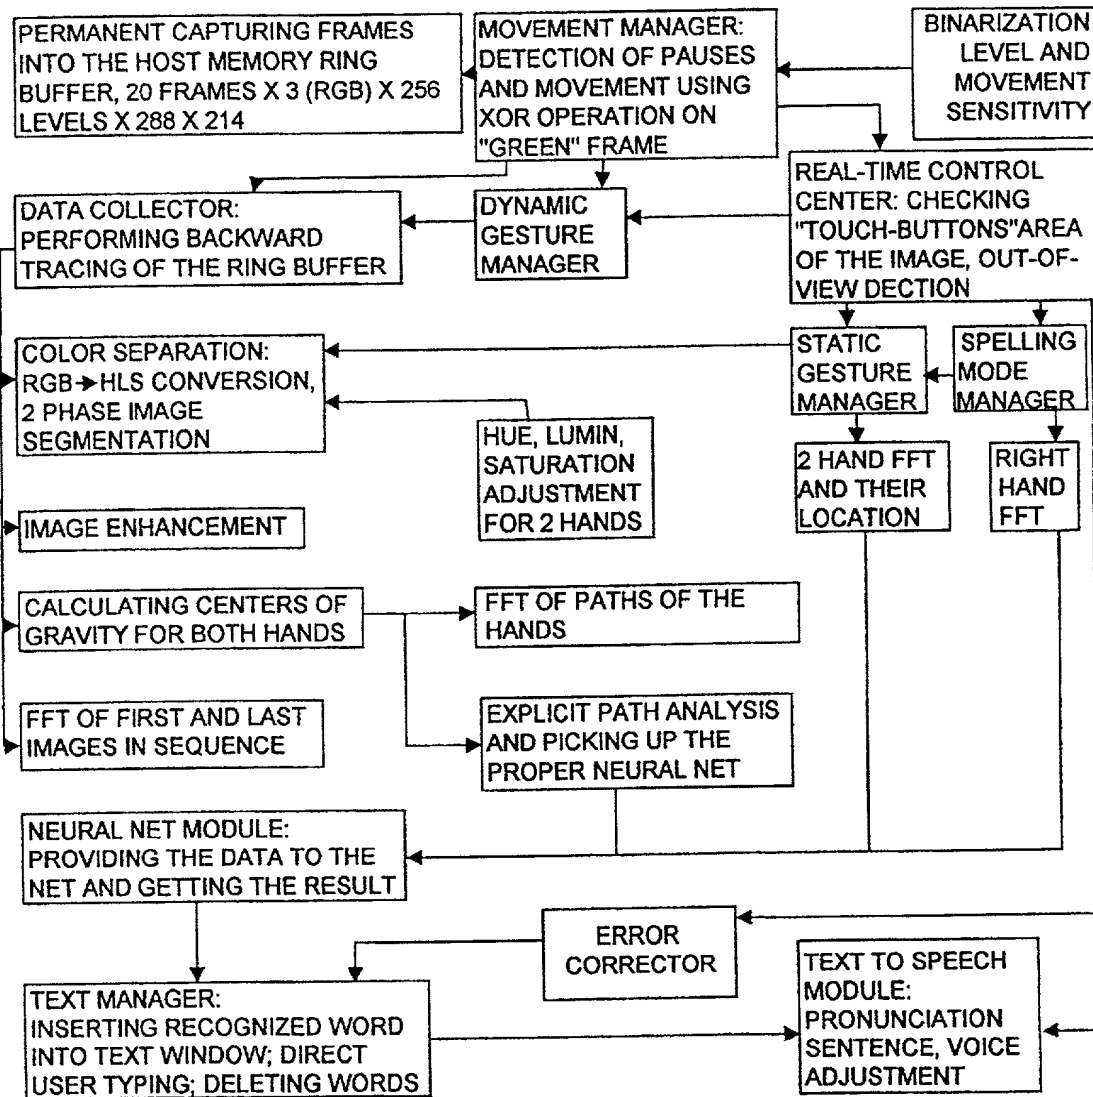 PERMANENT CAPTURING FRAMES
INTO THE HOST MEMORY RING
BUFFER, 20 FRAMES X 3 (RGB) X 256
LEVELS X 288 X 214
MOVEMENT MANAGER:
DETECTION OF PAUSES
AND MOVEMENT USING
XOR OPERATION ON
"GREEN" FRAME
BINARIZATION
LEVEL AND
MOVEMENT
SENSITIVITY
DATA COLLECTOR:
PERFORMING BACKWARD
TRACING OF THE RING BUFFER
DYNAMIC
GESTURE
MANAGER
REAL-TIME CONTROL
CENTER: CHECKING
"TOUCH-BUTTONS"AREA
OF THE IMAGE, OUT-OF-
VIEW DECTION
COLOR SEPARATION:
RGB→HLS CONVERSION,
2 PHASE IMAGE
SEGMENTATION
STATIC
GESTURE
MANAGER
SPELLING
MODE
MANAGER
HUE, LUMIN,
SATURATION
ADJUSTMENT
FOR 2 HANDS
2 HAND FFT
AND THEIR
LOCATION
RIGHT
HAND
FFT
IMAGE ENHANCEMENT
CALCULATING CENTERS OF
GRAVITY FOR BOTH HANDS
FFT OF PATHS OF THE
HANDS
FFT OF FIRST AND LAST
IMAGES IN SEQUENCE
EXPLICIT PATH ANALYSIS
AND PICKING UP THE
PROPER NEURAL NET
NEURAL NET MODULE:
PROVIDING THE DATA TO THE
NET AND GETTING THE RESULT
ERROR
CORRECTOR
TEXT MANAGER:
INSERTING RECOGNIZED WORD
INTO TEXT WINDOW; DIRECT
USER TYPING; DELETING WORDS
TEXT TO SPEECH
MODULE:
PRONUNCIATION
SENTENCE, VOICE
ADJUSTMENT